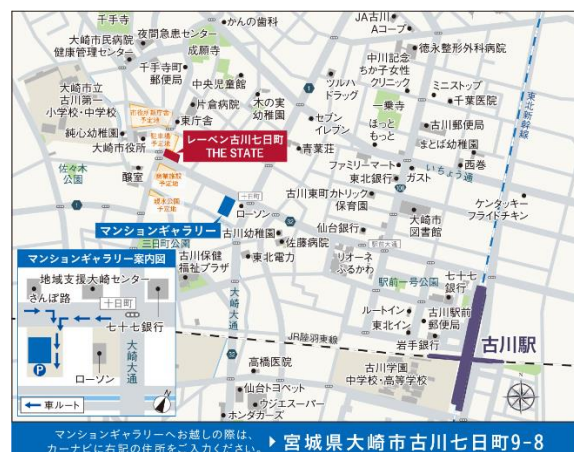 千手寺
夜間急患センター
かんの歯科
大崎市民病院
健康管理センター
成願寺
千手寺町
郵便局
中央児童館
大崎市立
古川第一
小学校・中学校
片倉病院
木の実
幼稚園
東庁舎
純心幼稚園
大崎市役所
佐々木
公園
醸室
レーベン古川七日町
THE STATE
JA古川
Aコープ
徳永整形外科病院
中川記念
ちか子女性
クリニック
ツルハ
ドラッグ
ミニストップ
千葉医院
一乗寺
セブン
イレブン
ほっと
もっと
古川郵便局
まとば幼稚園
青葉荘
ファミリーマート
いちょう通
西巻
東北銀行
ガスト
東北新幹線
古川東町カトリック
保育園
大崎市
図書館
ケンタッキー
フライドチキン
十日町
ローソン
マンションギャラリー
三日町公園
古川幼稚園
佐藤病院
仙台銀行
駅前大通
古川保健
福祉プラザ
東北電力
リオーネ
ふるかわ
駅前一号公園
七十七
銀行
ルートイン
東北イン
古川駅前
郵便局
岩手銀行
JR陸羽東線
古川駅
大崎大通
高橋医院
古川学園
中学校・高等学校
仙台トヨペット
ウジエスーパー
ホンダカーズ
マンションギャラリー案内図
地域支援大崎センター
さんぽ路
十日町
七十七銀行
ローソン
大崎大通
P
車ルート
マンションギャラリーへお越しの際は、
カーナビに右記の住所をご入力ください。
宮城県大崎市古川七日町9-8